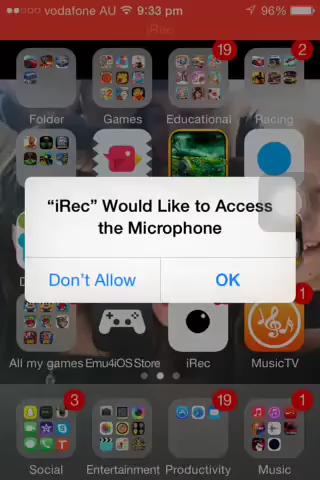 vodafone AU 9:33 pm 96%
iRec
19 2
Folder Games Educational Racing
“iRec” Would Like to Access
the Microphone
Don’t Allow OK
1
All my games Emu4iOS Store iRec MusicTV
3 19 1
Social Entertainment Productivity Music